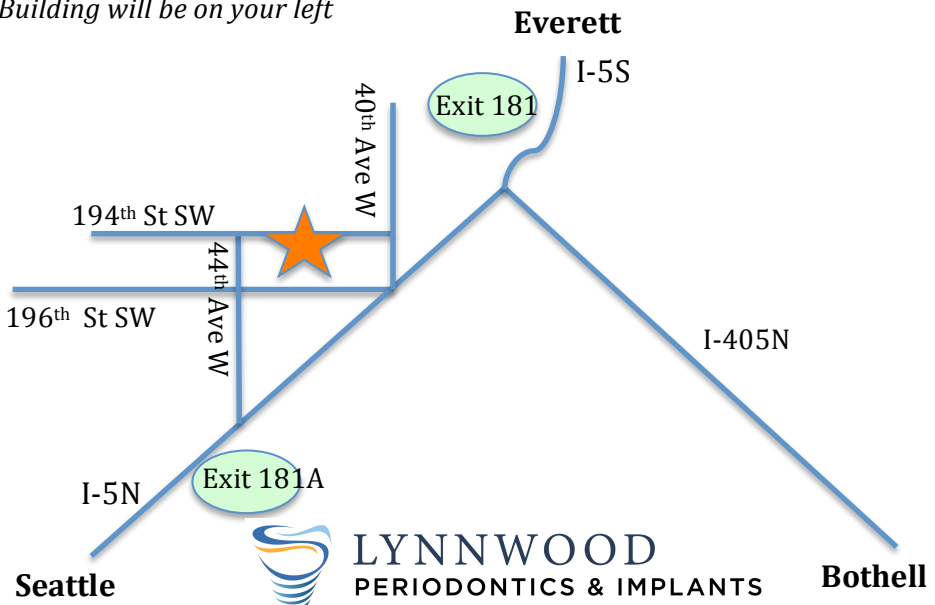 Building will be on your left
Everett
I-5S
Exit 181
40th Ave W
194th St SW
44th Ave W
196th St SW
I-405N
Exit 181A
I-5N
LYNNWOOD
PERIODONTICS & IMPLANTS
Seattle
Bothell